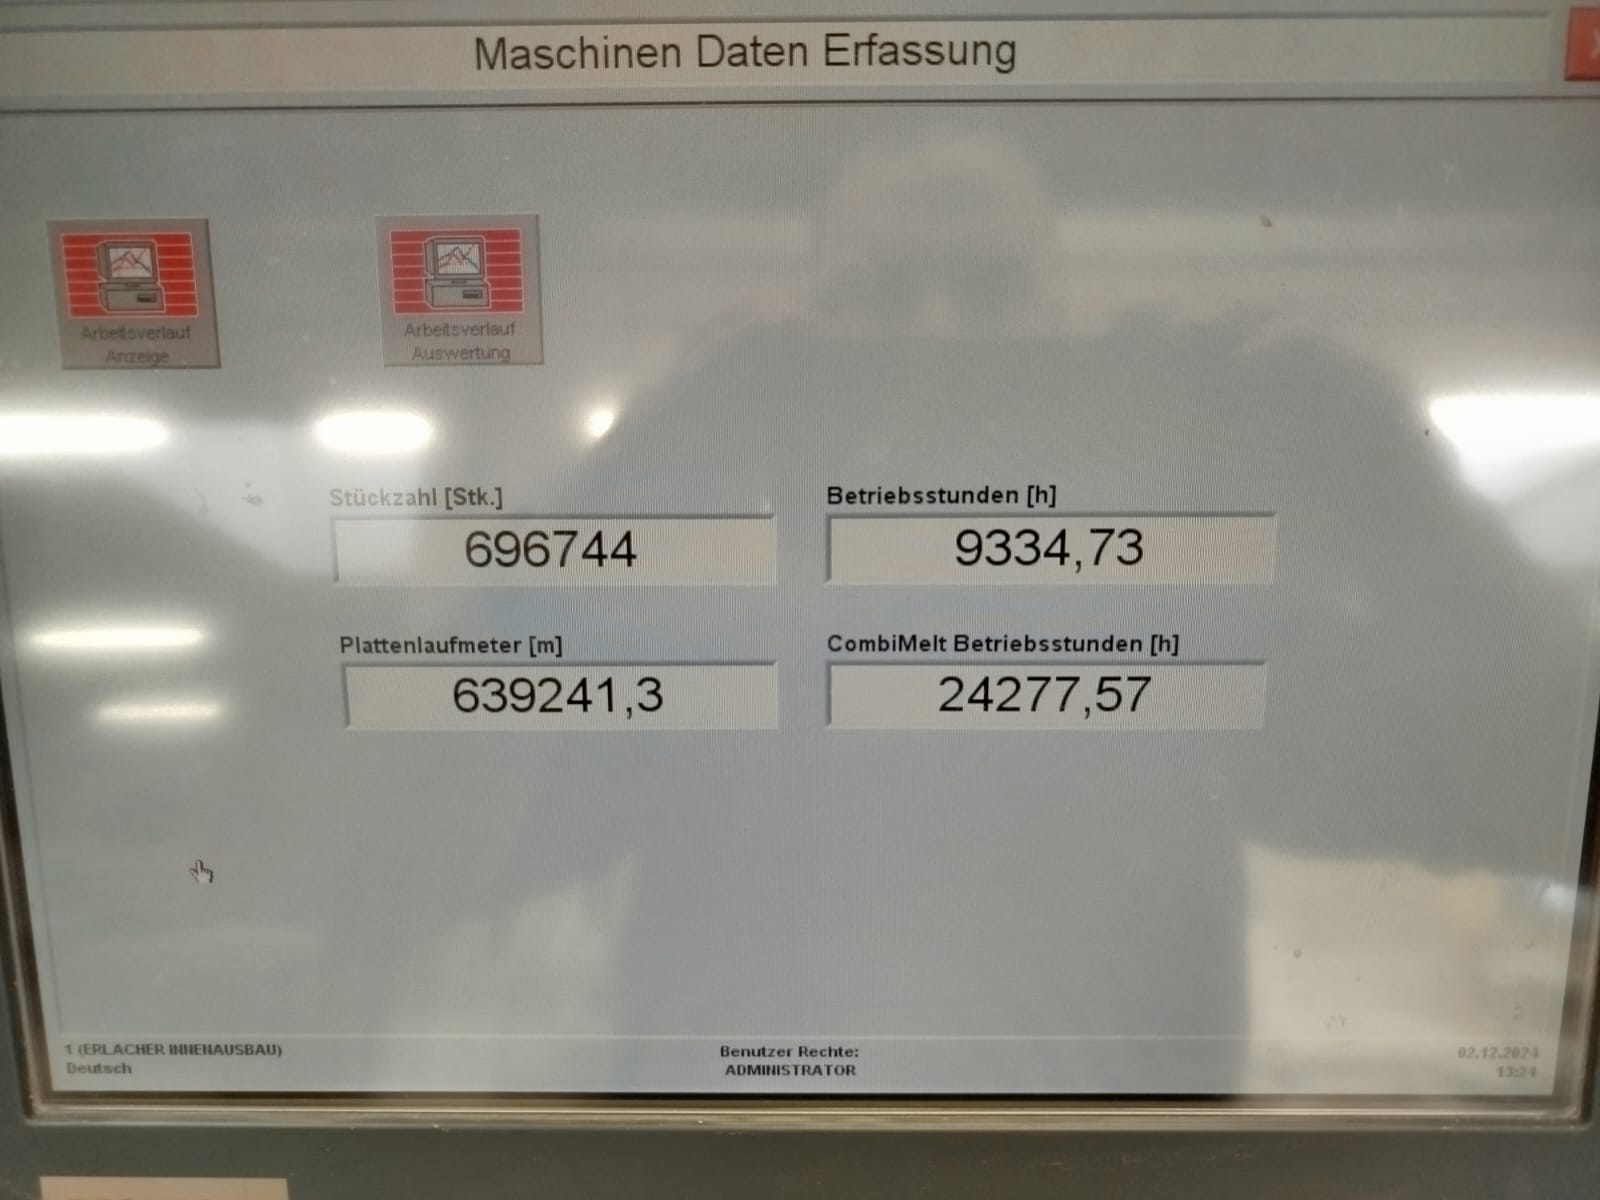 Maschinen Daten Erfassung
Arbeitsverlauf
Anzeige
Arbeitsverlauf
Auswertung
Stückzahl [Stk.]
696744
Betriebsstunden [h]
9334,73
Plattenlaufmeter [m]
639241,3
CombiMelt Betriebsstunden [h]
24277,57
1 (ERLACHER INNENAUSBAU)
Deutsch
Benutzer Rechte:
ADMINISTRATOR
02.12.2024
13:24